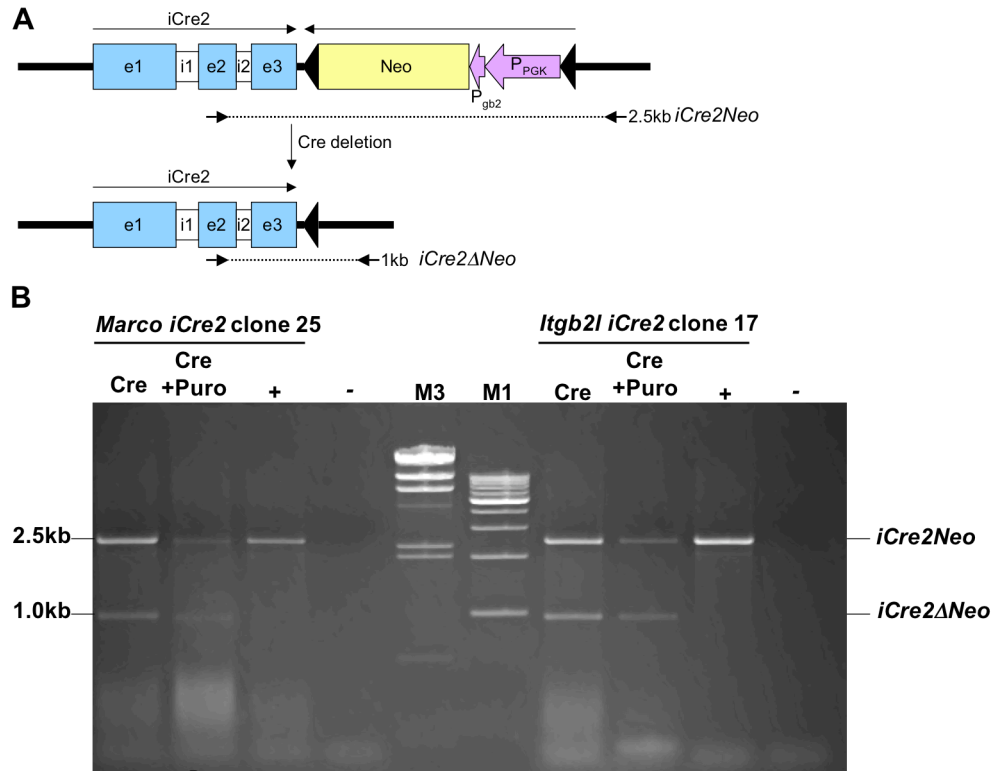 A
iCre2
e1 i1 e2 i2 e3 Neo PPGK
Pgb2
2.5kb iCre2Neo
Cre deletion
iCre2
e1 i1 e2 i2 e3
1kb iCre2ΔNeo
B
Marco iCre2 clone 25 Itgb2l iCre2 clone 17
Cre Cre +Puro + - M3 M1 Cre Cre +Puro + -
2.5kb iCre2Neo
1.0kb iCre2ΔNeo